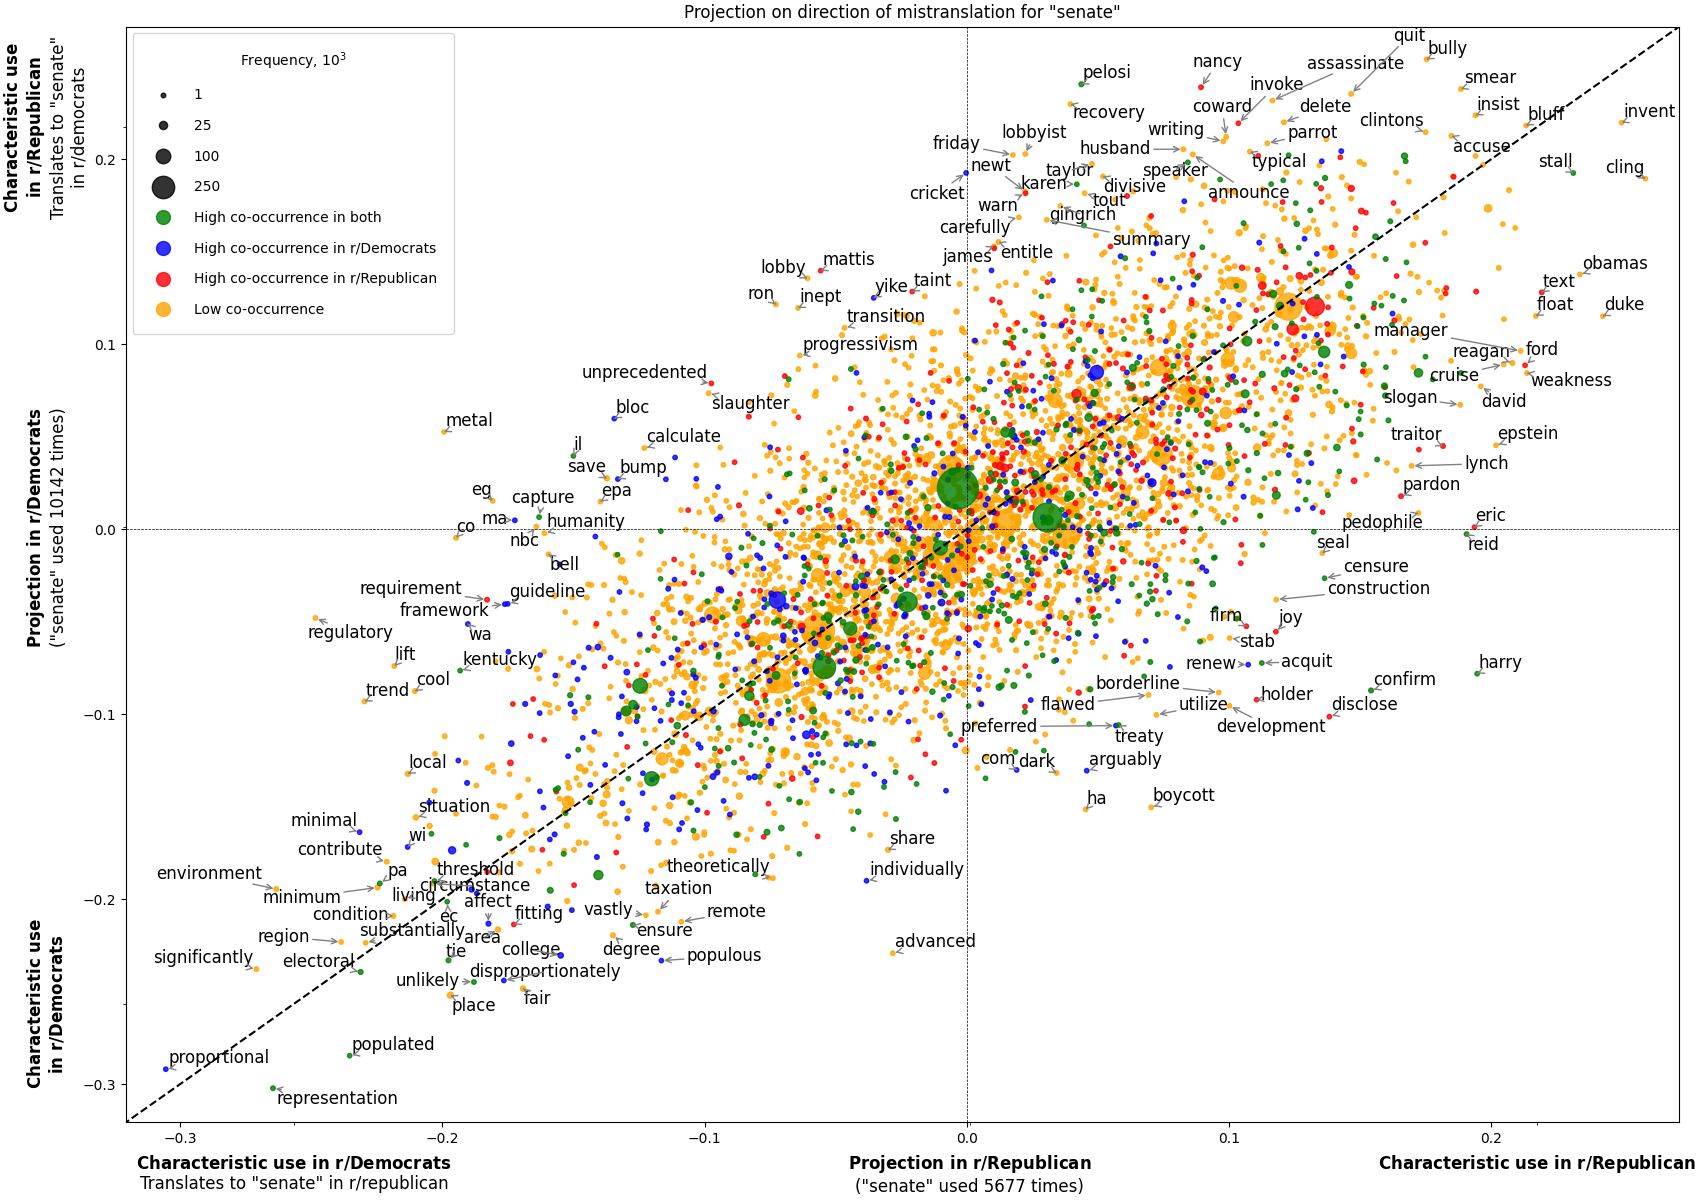 Projection on direction of mistranslation for "senate"
Characteristic use
in r/Republican
Translates to "senate"
in r/democrats
Projection in r/Democrats
("senate" used 10142 times)
Characteristic use
in r/Democrats
Frequency, 10³
1
25
100
250
High co-occurrence in both
High co-occurrence in r/Democrats
High co-occurrence in r/Republican
Low co-occurrence
0.2
0.1
0.0
−0.1
−0.2
−0.3
quit
bully
nancy
assassinate
pelosi
invoke
smear
recovery
coward
delete
insist
clintons
bluff
invent
friday
lobbyist
writing
parrot
husband
accuse
newt
taylor
speaker
typical
stall
cling
cricket
karen
divisive
announce
warn
tout
gingrich
carefully
summary
james
entitle
lobby
mattis
obamas
ron
inept
yike
taint
text
transition
float
duke
progressivism
manager
reagan
ford
unprecedented
cruise
weakness
slaughter
slogan
david
metal
bloc
calculate
traitor
epstein
il
save
bump
lynch
eg
capture
epa
pardon
co
ma
humanity
pedophile
eric
nbc
seal
reid
bell
censure
requirement
guideline
construction
framework
regulatory
wa
firm
joy
stab
lift
kentucky
renew
acquit
harry
trend
cool
borderline
holder
confirm
flawed
utilize
disclose
preferred
treaty
development
local
com
dark
arguably
situation
ha
boycott
minimal
wi
share
contribute
environment
pa
threshold
theoretically
individually
minimum
living
circumstance
taxation
condition
ec
affect
fitting
vastly
remote
region
substantially
area
ensure
significantly
electoral
tie
college
degree
populous
advanced
unlikely
disproportionately
place
fair
proportional
populated
representation
−0.3
−0.2
−0.1
0.0
0.1
0.2
Characteristic use in r/Democrats
Translates to "senate" in r/republican
Projection in r/Republican
("senate" used 5677 times)
Characteristic use in r/Republican